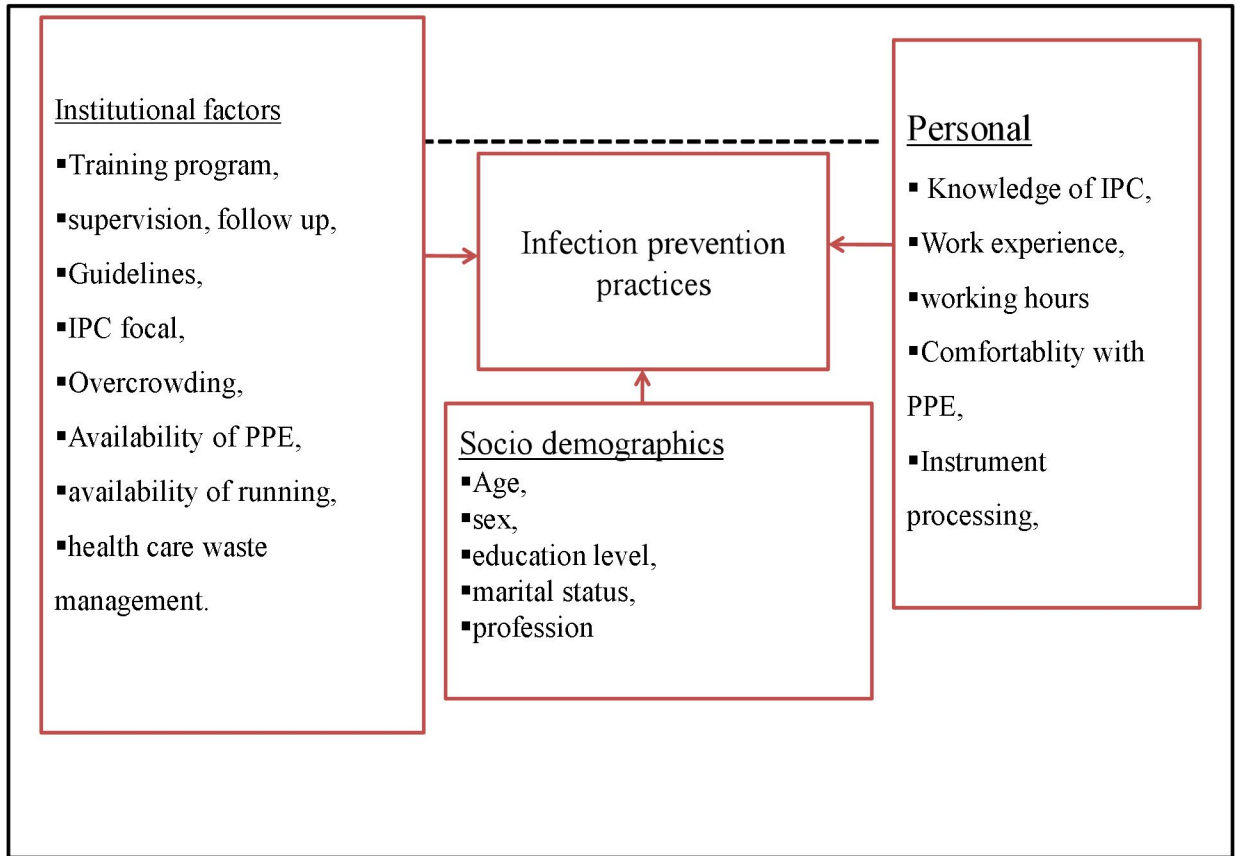 Institutional factors
▪Training program,
▪supervision, follow up,
▪Guidelines,
▪IPC focal,
▪Overcrowding,
▪Availability of PPE,
▪availability of running,
▪health care waste
management.
Infection prevention
practices
Socio demographics
▪Age,
▪sex,
▪education level,
▪marital status,
▪profession
Personal
▪ Knowledge of IPC,
▪Work experience,
▪working hours
▪Comfortablity with
PPE,
▪Instrument
processing,